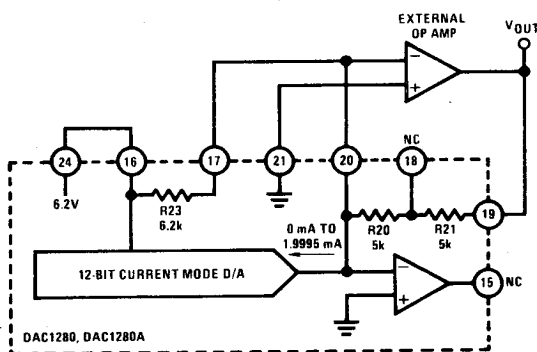 EXTERNAL
OP AMP
VOUT
24
16
17
21
20
NC
18
6.2V
R23
6.2k
0 mA TO
1.9995 mA
R20
5k
R21
5k
19
12-BIT CURRENT MODE D/A
15
NC
DAC1280, DAC1280A
−
+
−
+